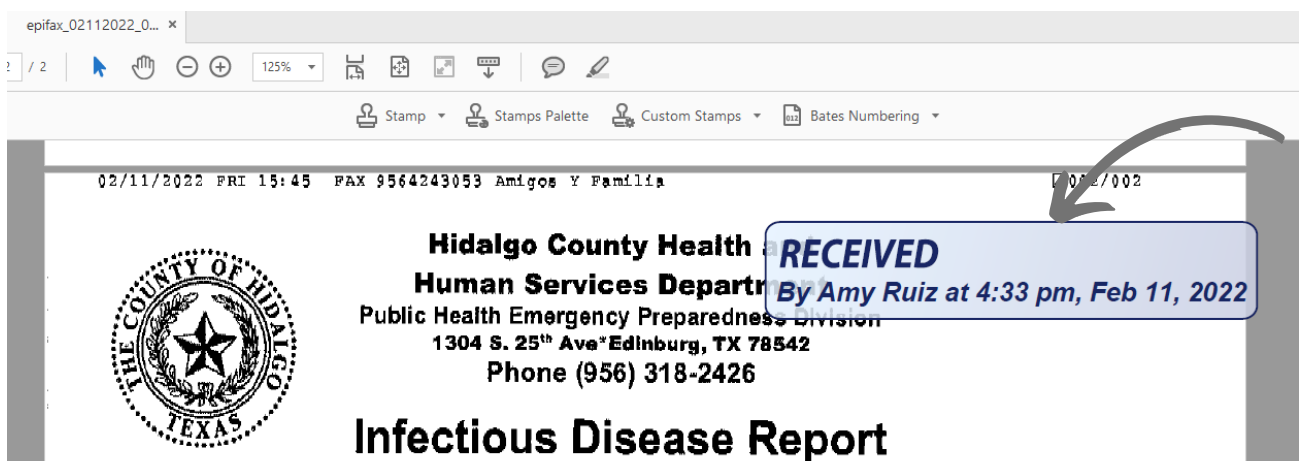 epifax_02112022_0... ×
/ 2 125%
Stamp Stamps Palette Custom Stamps Bates Numbering
02/11/2022 FRI 15:45 FAX 9564243053 Amigos Y Familia 002/002
Hidalgo County Health
RECEIVED
Human Services Department
By Amy Ruiz at 4:33 pm, Feb 11, 2022
Public Health Emergency Preparedness Division
1304 S. 25th Ave*Edinburg, TX 78542
Phone (956) 318-2426
THE COUNTY OF HIDALGO
TEXAS
Infectious Disease Report